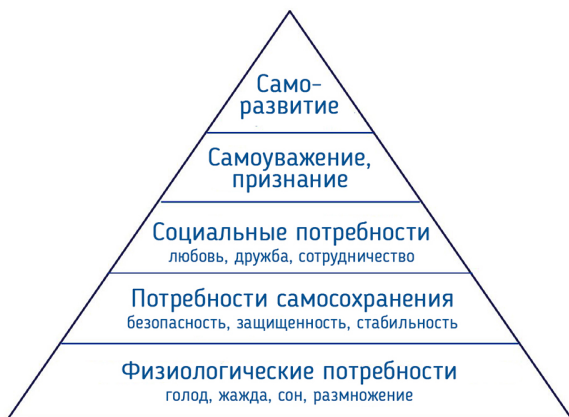 Само-
развитие
Самоуважение,
признание
Социальные потребности
любовь, дружба, сотрудничество
Потребности самосохранения
безопасность, защищенность, стабильность
Физиологические потребности
голод, жажда, сон, размножение